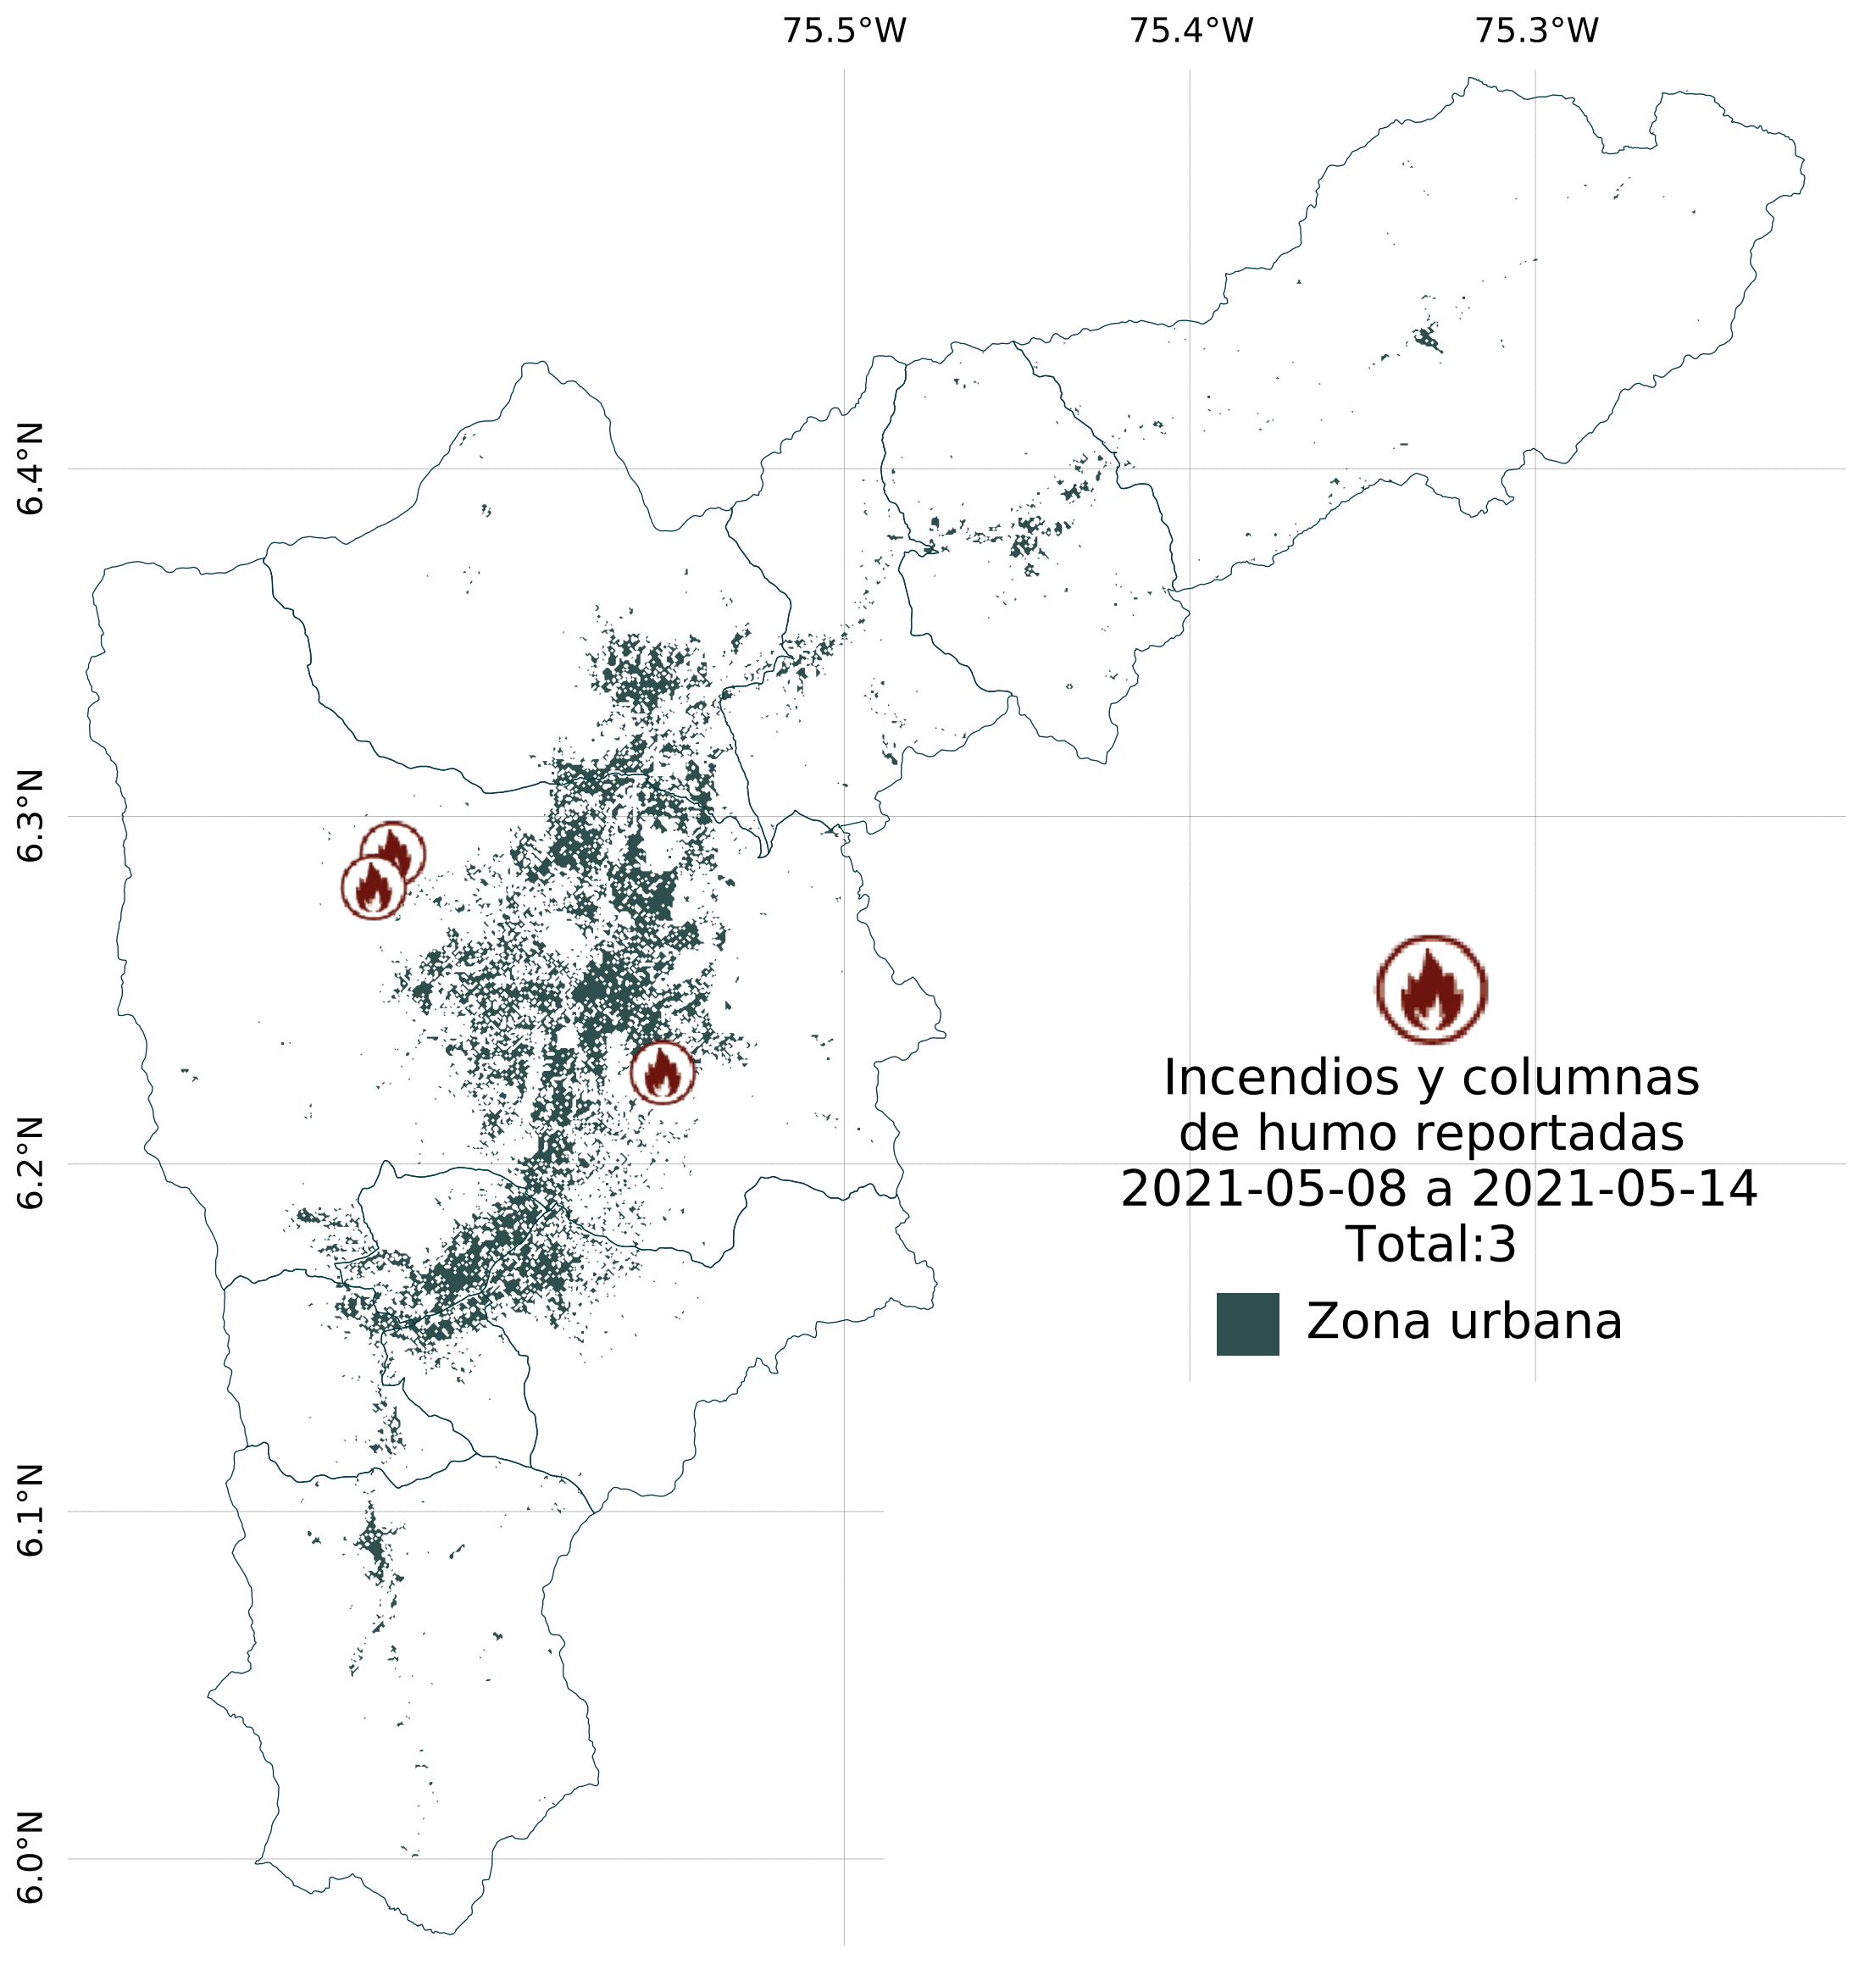 75.5°W 75.4°W 75.3°W
6.4°N
6.3°N
6.2°N
6.1°N
6.0°N
Incendios y columnas
de humo reportadas
2021-05-08 a 2021-05-14
Total:3
Zona urbana